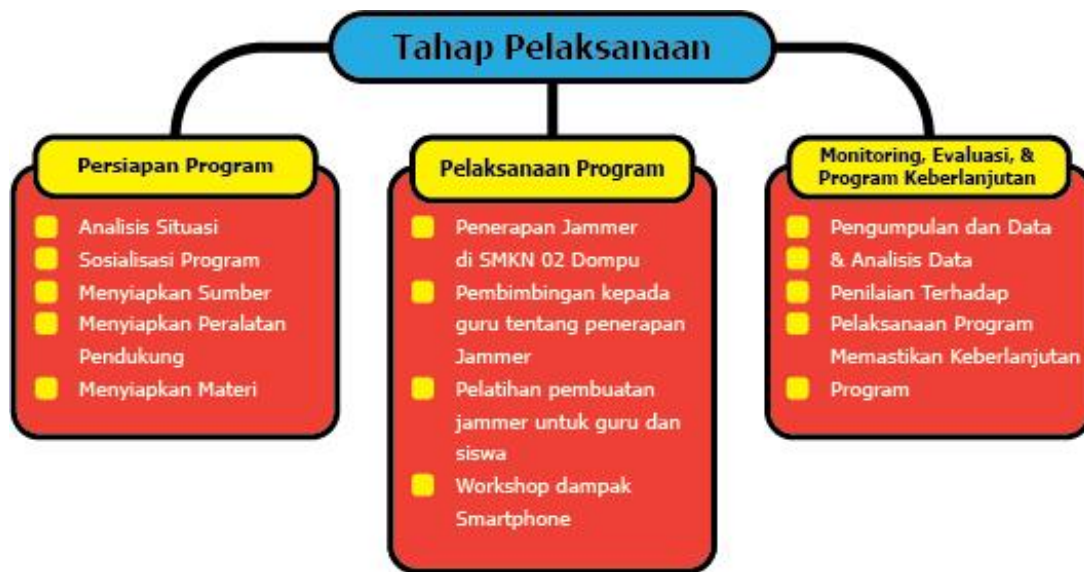 Tahap Pelaksanaan
Persiapan Program
Analisis Situasi
Sosialisasi Program
Menyiapkan Sumber
Menyiapkan Peralatan
Pendukung
Menyiapkan Materi
Pelaksanaan Program
Penerapan Jammer
di SMKN 02 Dompu
Pembimbingan kepada
guru tentang penerapan
Jammer
Pelatihan pembuatan
jammer untuk guru dan
siswa
Workshop dampak
Smartphone
Monitoring, Evaluasi, &
Program Keberlanjutan
Pengumpulan dan Data
& Analisis Data
Penilaian Terhadap
Pelaksanaan Program
Memastikan Keberlanjutan
Program